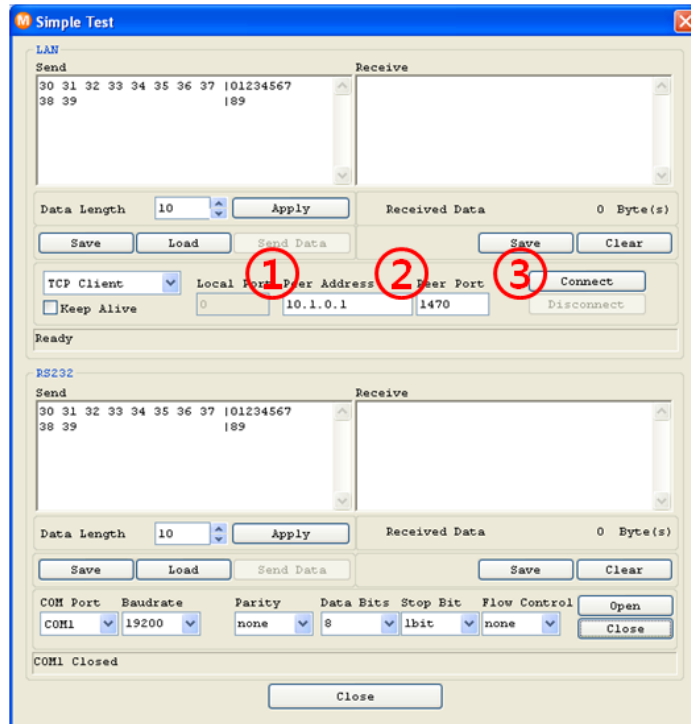 Simple Test
LAN
Send Receive
30 31 32 33 34 35 36 37 |01234567
38 39 |89
Data Length 10 Apply Received Data 0 Byte(s)
Save Load Send Data Save Clear
① ② ③
TCP Client Local Port Peer Address Peer Port Connect
Keep Alive 0 10.1.0.1 1470 Disconnect
Ready
RS232
Send Receive
30 31 32 33 34 35 36 37 |01234567
38 39 |89
Data Length 10 Apply Received Data 0 Byte(s)
Save Load Send Data Save Clear
COM Port Baudrate Parity Data Bits Stop Bit Flow Control Open
COM1 19200 none 8 1bit none Close
COM1 Closed
Close